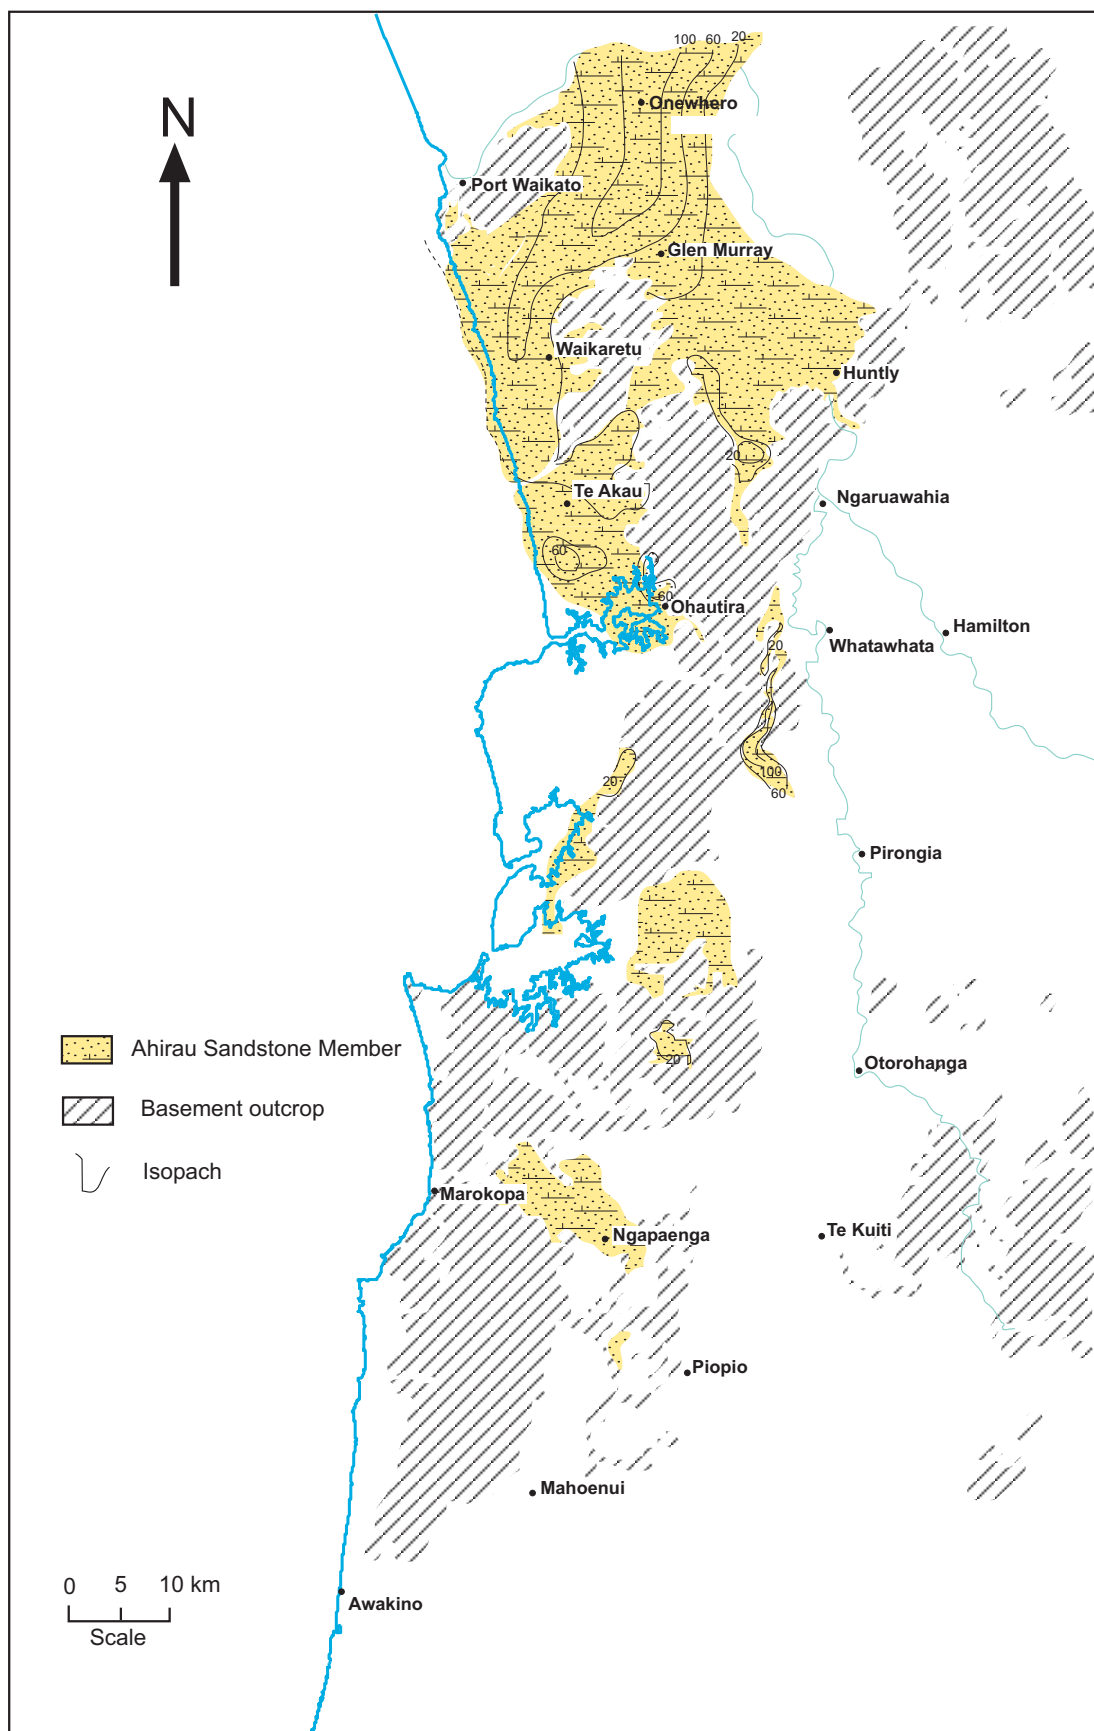 100 60 20
N
Onewhero
Port Waikato
Glen Murray
Waikaretu
Huntly
20
Te Akau
Ngaruawahia
60
60
Ohautira
Hamilton
20
Whatawhata
100
20
60
Pirongia
Ahirau Sandstone Member
20
Otorohanga
Basement outcrop
Isopach
Marokopa
Ngapaenga
Te Kuiti
Piopio
Mahoenui
0 5 10 km
Scale
Awakino